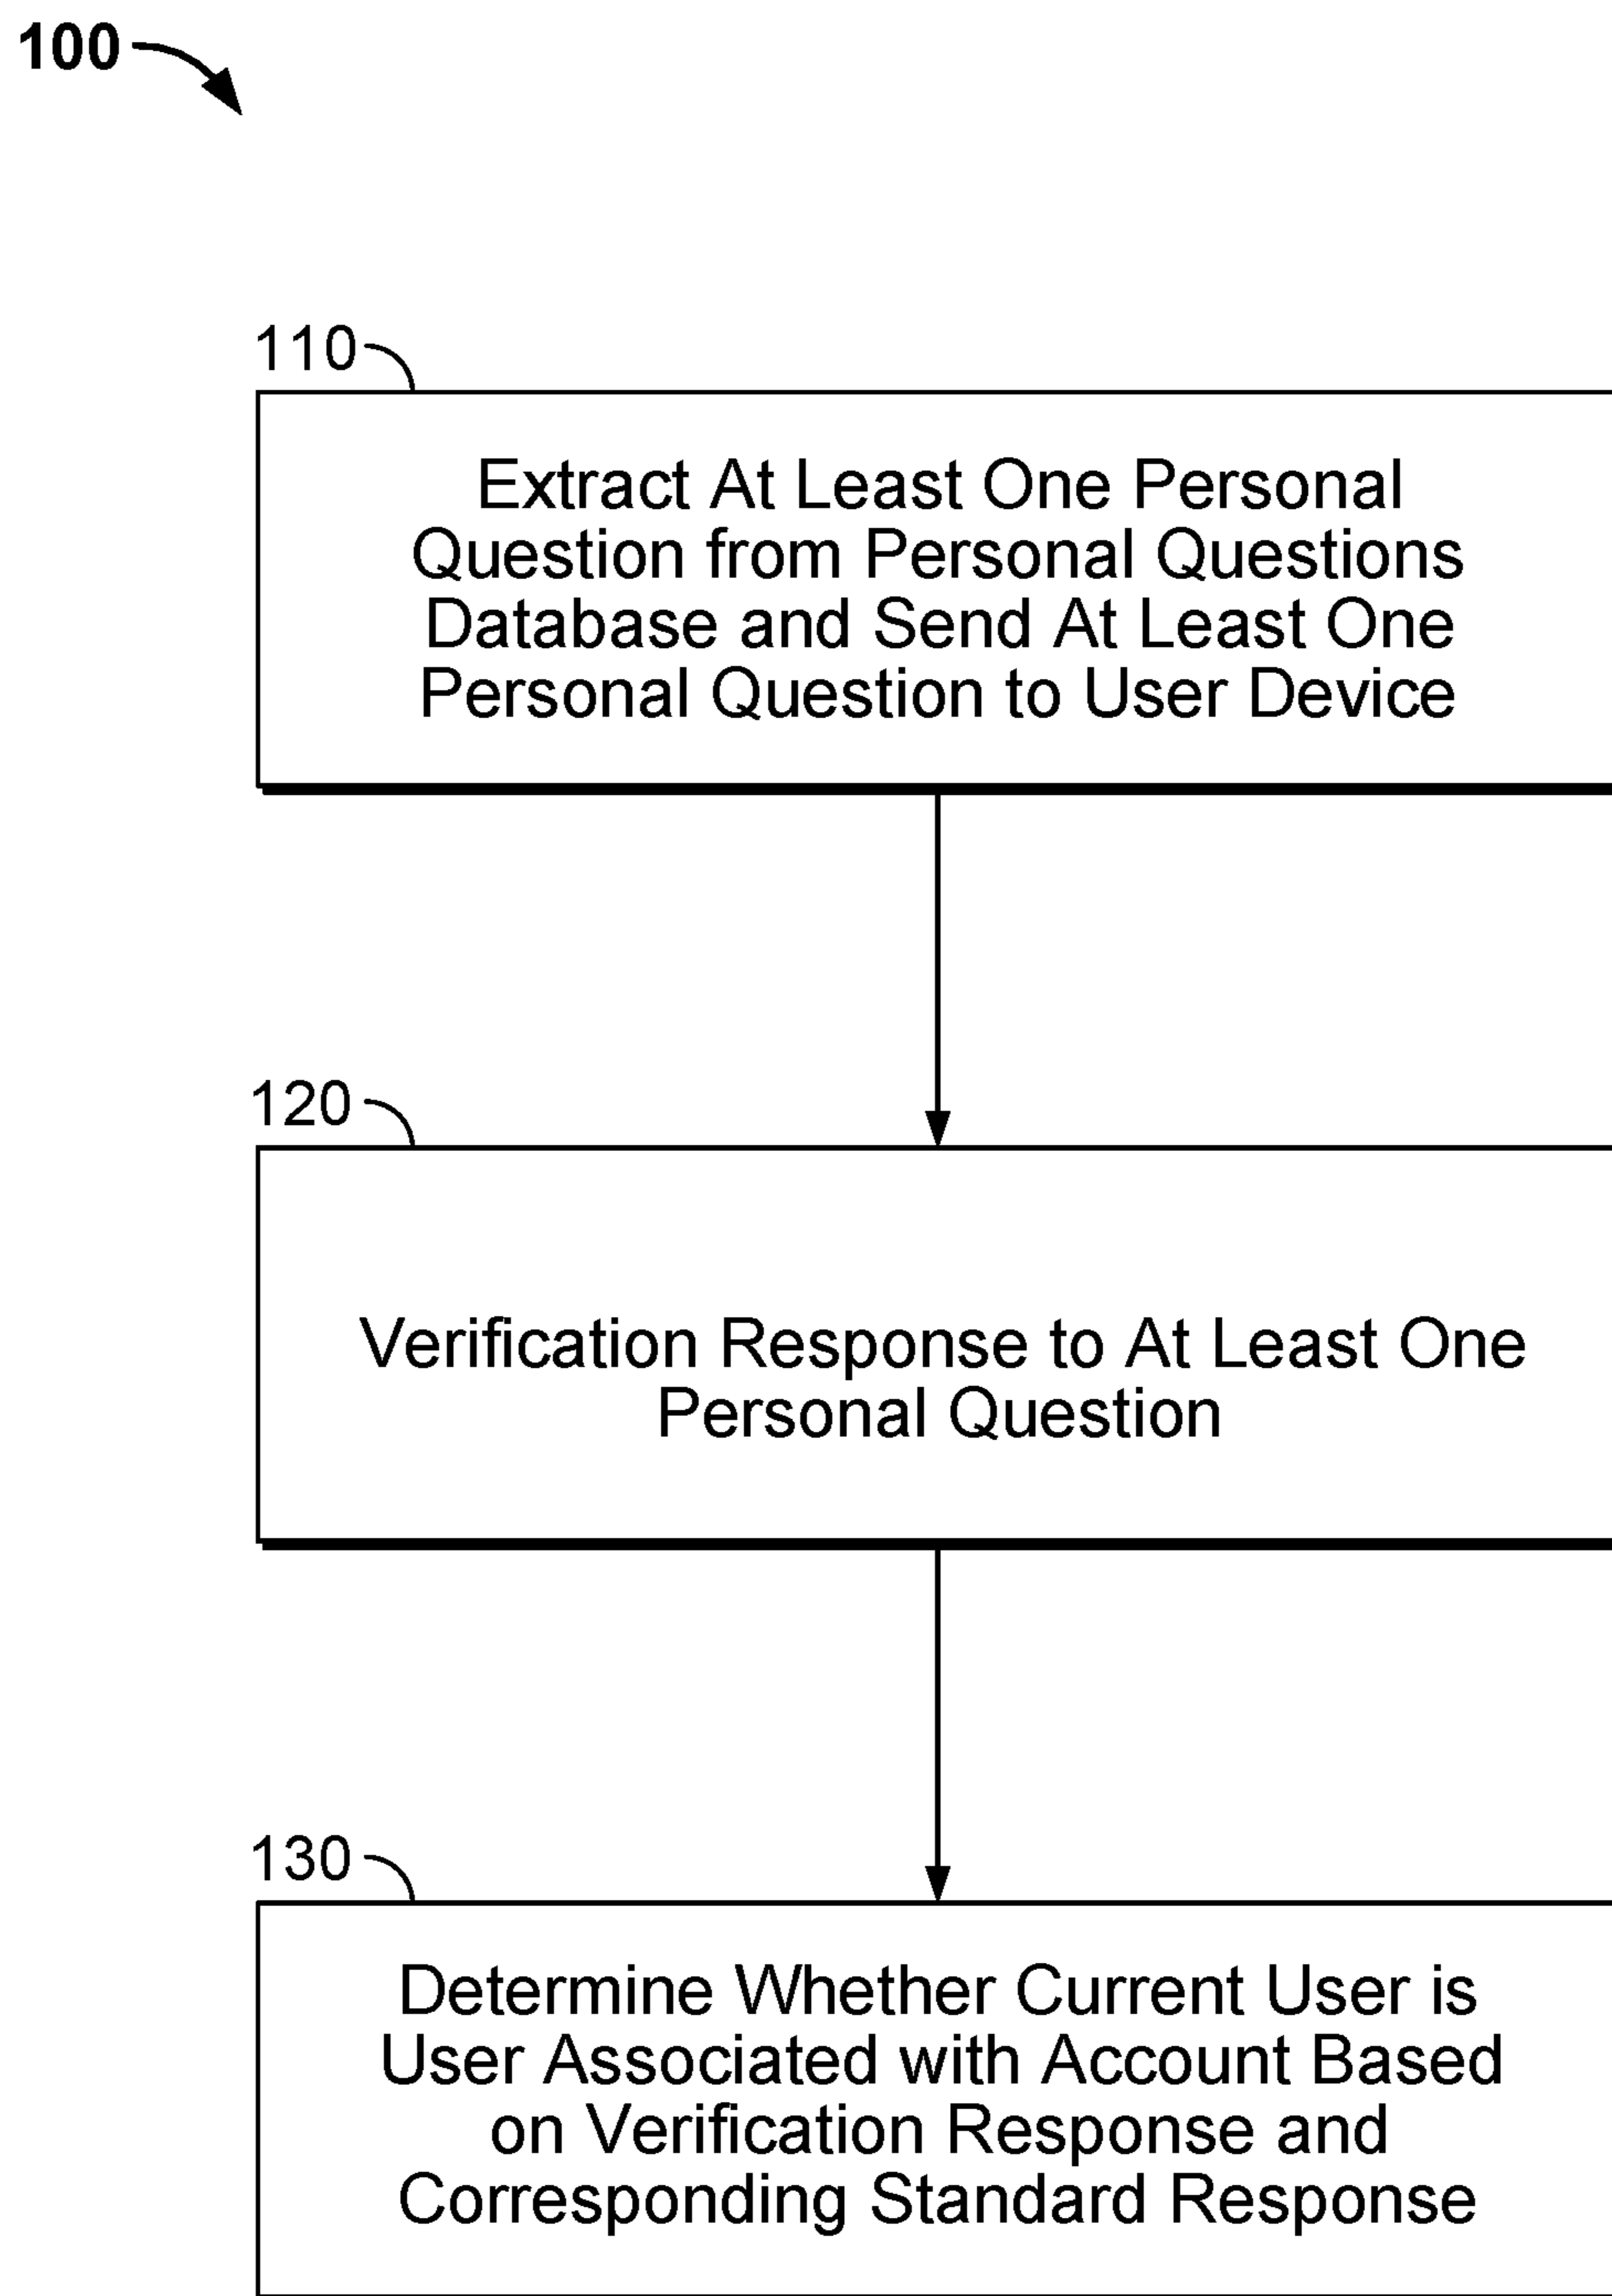 100
110
Extract At Least One Personal
Question from Personal Questions
Database and Send At Least One
Personal Question to User Device
120
Verification Response to At Least One
Personal Question
130
Determine Whether Current User is
User Associated with Account Based
on Verification Response and
Corresponding Standard Response